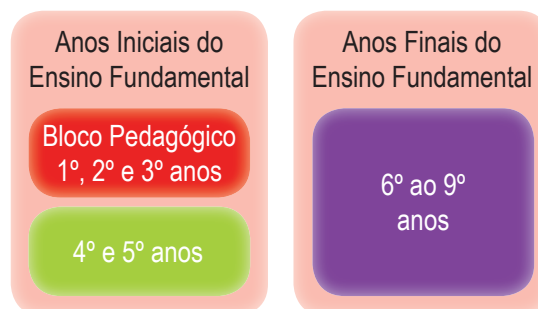 Anos Iniciais do
Ensino Fundamental
Bloco Pedagógico
1º, 2º e 3º anos
4º e 5º anos
Anos Finais do
Ensino Fundamental
6º ao 9º
anos